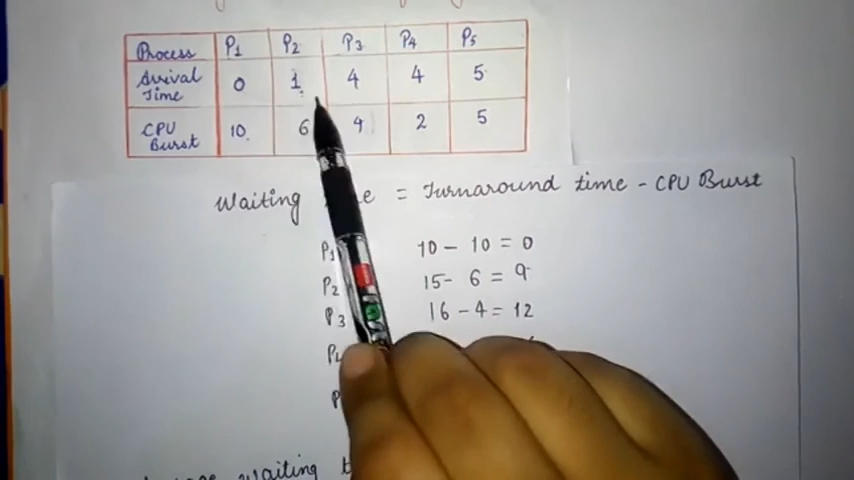 Process P1 P2 P3 P4 P5
Arrival Time 0 1 4 4 5
CPU Burst 10 6 4 2 5
Waiting = Turnaround time - CPU Burst
P1 10 - 10 = 0
P2 15 - 6 = 9
P3 16 - 4 = 12
waiting